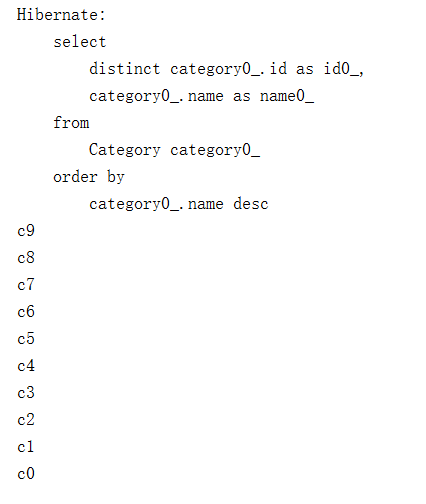 Hibernate:
    select
        distinct category0_.id as id0_,
        category0_.name as name0_
    from
        Category category0_
    order by
        category0_.name desc
c9
c8
c7
c6
c5
c4
c3
c2
c1
c0